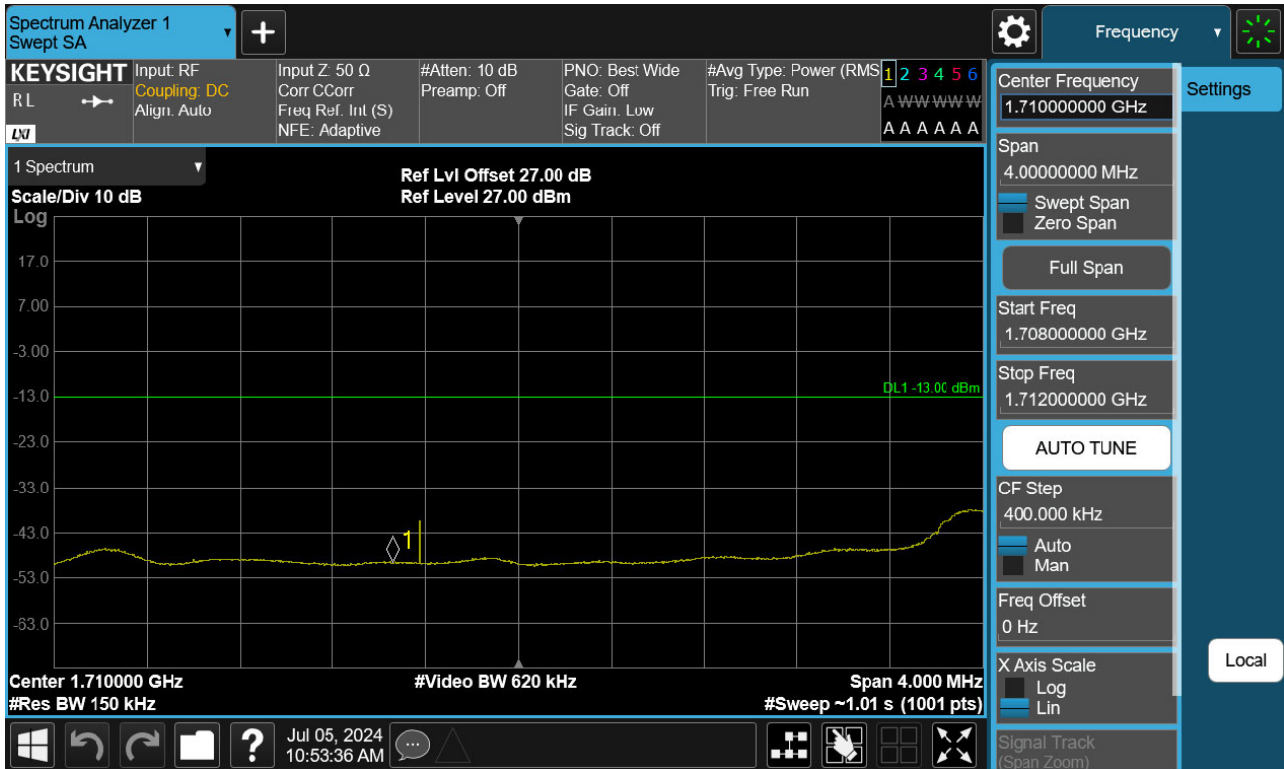 Spectrum Analyzer 1
Swept SA
+
Frequency
KEYSIGHT
R L
LXI
Input: RF
Coupling: DC
Align: Auto
Input Z: 50 Ω
Corr CCorr
Freq Ref: Int (S)
NFE: Adaptive
#Atten: 10 dB
Preamp: Off
PNO: Best Wide
Gate: Off
IF Gain: Low
Sig Track: Off
#Avg Type: Power (RMS
Trig: Free Run
1 2 3 4 5 6
A W W W W W
A A A A A A
1 Spectrum
Scale/Div 10 dB
Ref Lvl Offset 27.00 dB
Ref Level 27.00 dBm
Log
17.0
7.00
-3.00
-13.0
DL1 -13.00 dBm
-23.0
-33.0
-43.0
1
-53.0
-63.0
Center 1.710000 GHz
#Video BW 620 kHz
Span 4.000 MHz
#Res BW 150 kHz
#Sweep ~1.01 s (1001 pts)
?
Jul 05, 2024
10:53:36 AM
Center Frequency
1.710000000 GHz
Settings
Span
4.00000000 MHz
Swept Span
Zero Span
Full Span
Start Freq
1.708000000 GHz
Stop Freq
1.712000000 GHz
AUTO TUNE
CF Step
400.000 kHz
Auto
Man
Freq Offset
0 Hz
X Axis Scale
Log
Lin
Local
Signal Track
(Span Zoom)